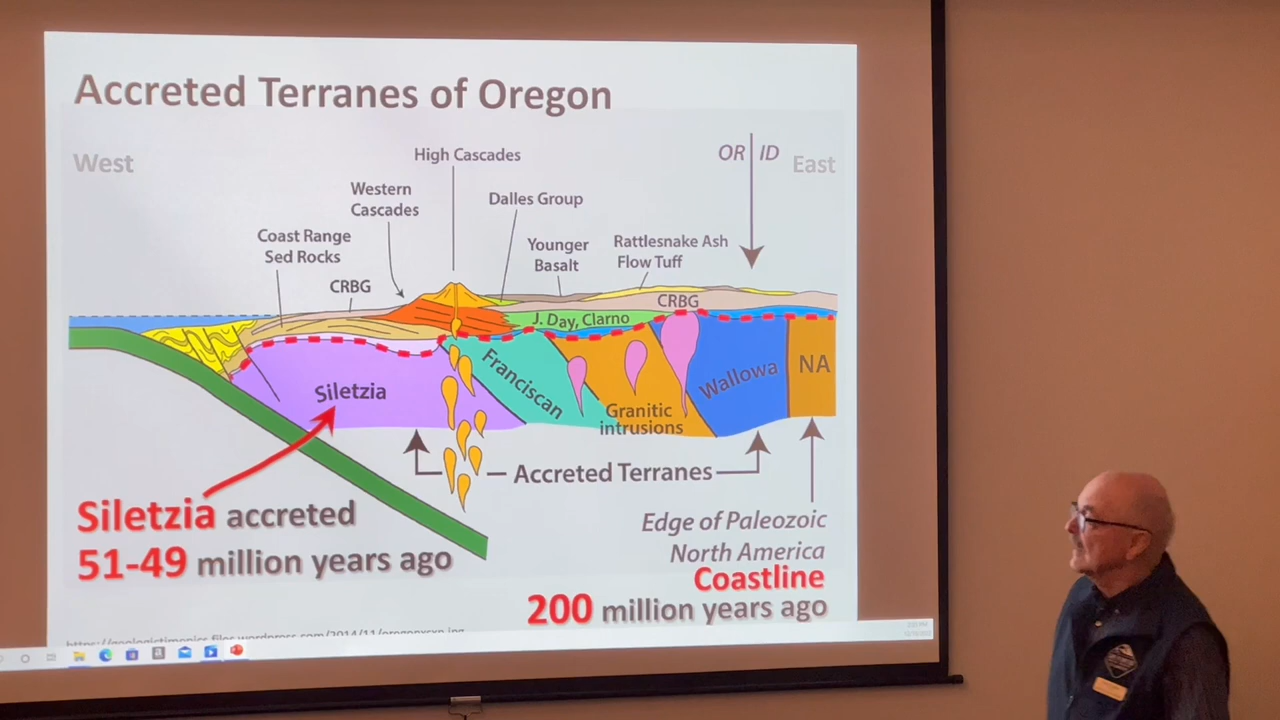 Accreted Terranes of Oregon
West
High Cascades
OR ID
East
Western
Cascades
Dalles Group
Coast Range
Sed Rocks
Younger
Basalt
Rattlesnake Ash
Flow Tuff
CRBG
CRBG
J. Day, Clarno
Siletzia
Franciscan
Granitic
intrusions
Wallowa
NA
Accreted Terranes
Siletzia accreted
51-49 million years ago
Edge of Paleozoic
North America
Coastline
200 million years ago